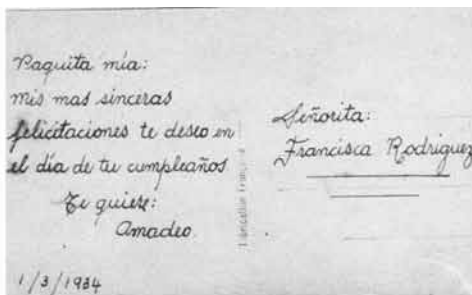 Paquita mía:
mis mas sinceras
felicitaciones te deseo en
el día de tu cumpleaños
Te quiere:
Amadeo
1/3/1934
Señorita:
Francisca Rodriguez